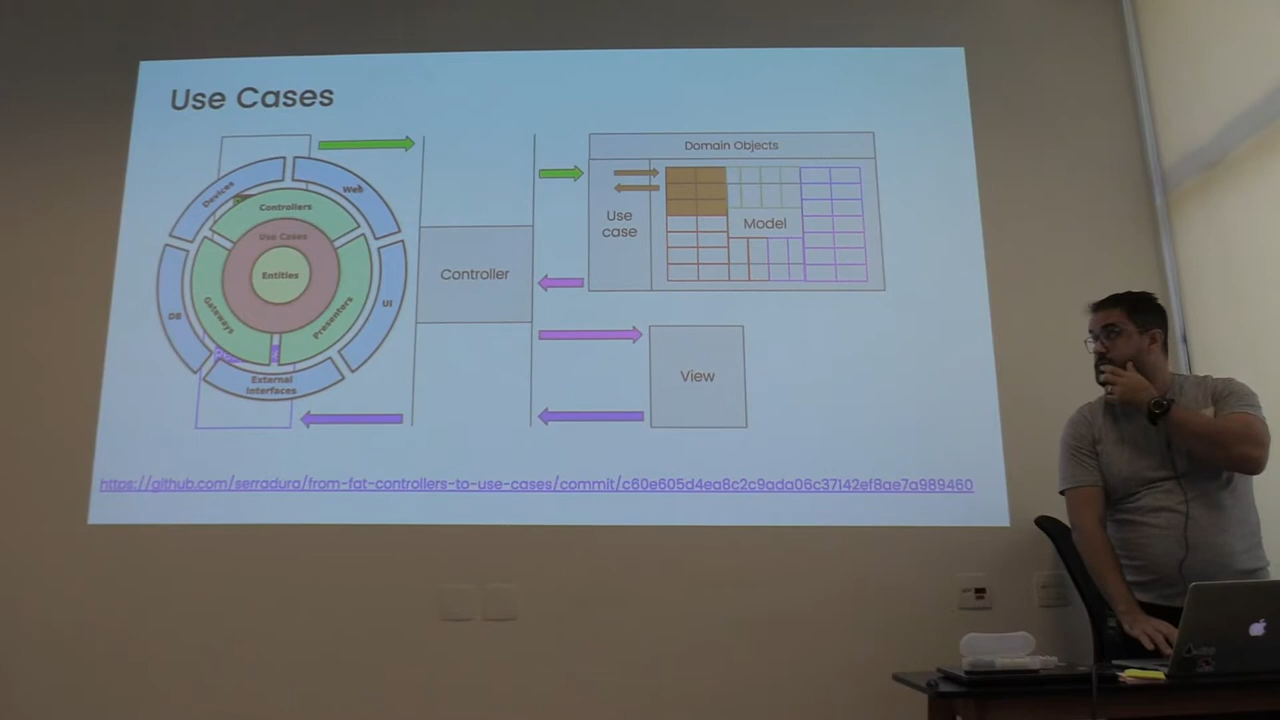 Use Cases
Devices
Web
Controllers
Use Cases
Entities
DB
Gateways
Presenters
UI
External
Interfaces
Controller
Domain Objects
Use
case
Model
View
https://github.com/serradura/from-fat-controllers-to-use-cases/commit/c60e605d4ea8c2c9ada06c37142ef8ae7a989460